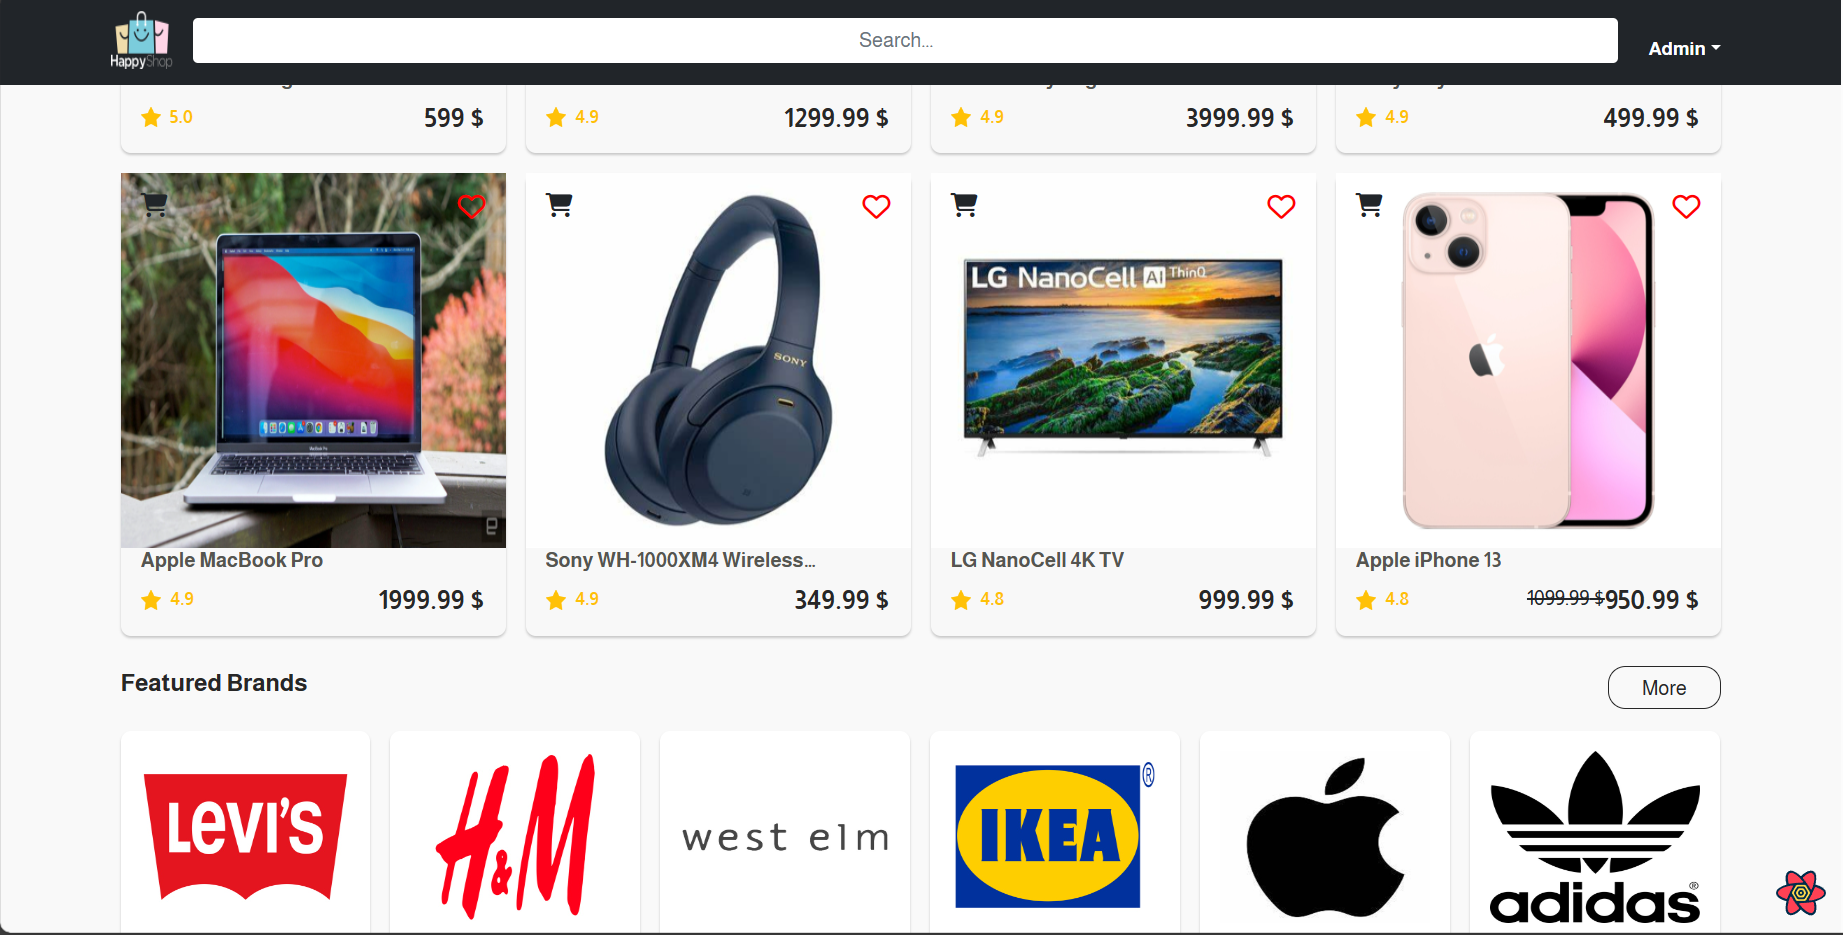 HappyShop
Search...
Admin
5.0
599 $
4.9
1299.99 $
4.9
3999.99 $
4.9
499.99 $
SONY
LG NanoCell AI ThinQ
Apple MacBook Pro
4.9
1999.99 $
Sony WH-1000XM4 Wireless...
4.9
349.99 $
LG NanoCell 4K TV
4.8
999.99 $
Apple iPhone 13
4.8
1099.99 $950.99 $
Featured Brands
More
LEVI'S
H&M
west elm
IKEA®
adidas®